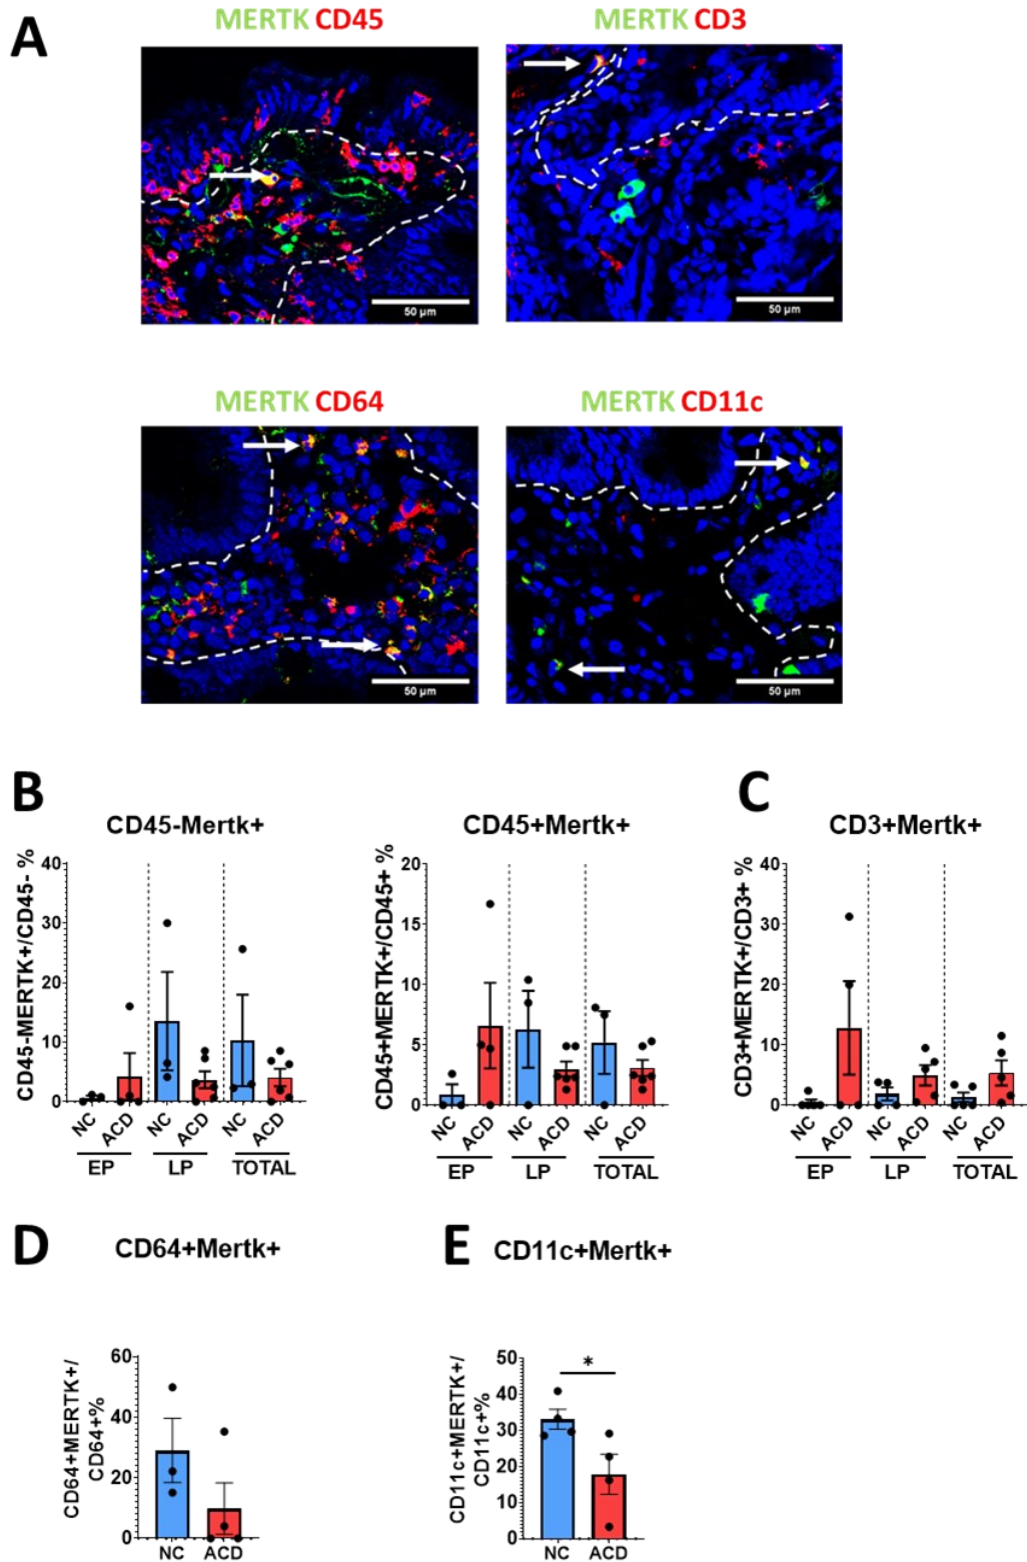 A
MERTK CD45
MERTK CD3
50 µm
50 µm
MERTK CD64
MERTK CD11c
50 µm
50 µm
B
CD45-Mertk+
CD45-MERTK+/CD45- %
40
30
20
10
0
NC
ACD
NC
ACD
NC
ACD
EP
LP
TOTAL
CD45+Mertk+
CD45+MERTK+/CD45+ %
20
15
10
5
0
NC
ACD
NC
ACD
NC
ACD
EP
LP
TOTAL
C
CD3+Mertk+
CD3+MERTK+/CD3+ %
40
30
20
10
0
NC
ACD
NC
ACD
NC
ACD
EP
LP
TOTAL
D
CD64+Mertk+
CD64+MERTK+/
CD64+%
60
40
20
0
NC
ACD
E
CD11c+Mertk+
CD11c+MERTK+/
CD11c+%
50
40
30
20
10
0
*
NC
ACD